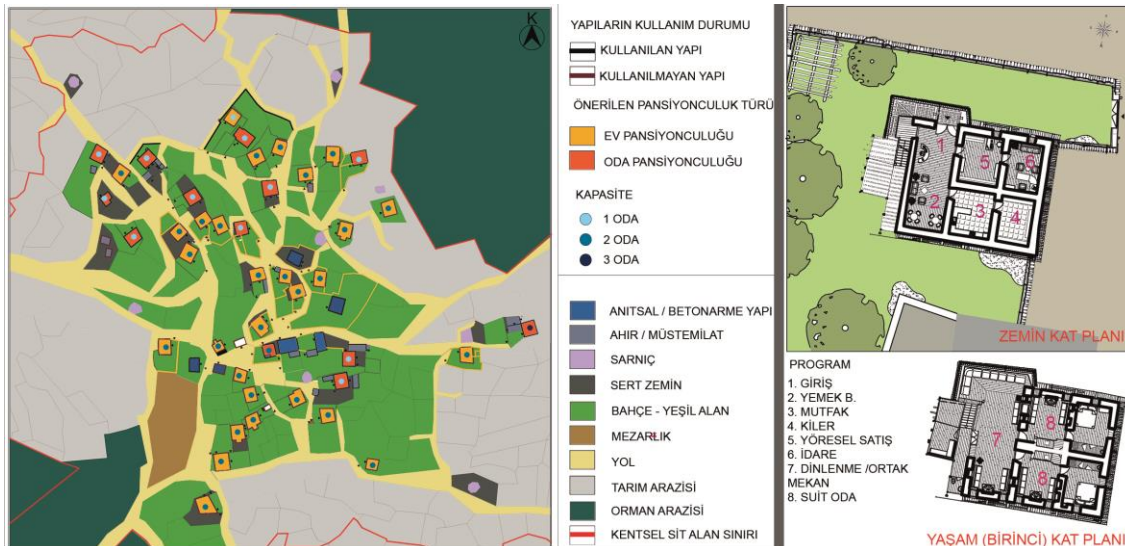 K
YAPILARIN KULLANIM DURUMU
KULLANILAN YAPI
KULLANILMAYAN YAPI
ÖNERİLEN PANSİYONCULUK TÜRÜ
EV PANSİYONCULUĞU
ODA PANSİYONCULUĞU
KAPASİTE
1 ODA
2 ODA
3 ODA
ANITSAL / BETONARME YAPI
AHIR / MÜSTEMİLAT
SARNIÇ
SERT ZEMİN
BAHÇE - YEŞİL ALAN
MEZARLIK
YOL
TARIM ARAZİSİ
ORMAN ARAZİSİ
KENTSEL SİT ALAN SINIRI
1
5
6
2
3
4
ZEMİN KAT PLANI
PROGRAM
1. GİRİŞ
2. YEMEK B.
3. MUTFAK
4. KİLER
5. YÖRESEL SATIŞ
6. İDARE
7. DİNLENME /ORTAK
MEKAN
8. SUİT ODA
8
7
8
YAŞAM (BİRİNCİ) KAT PLANI